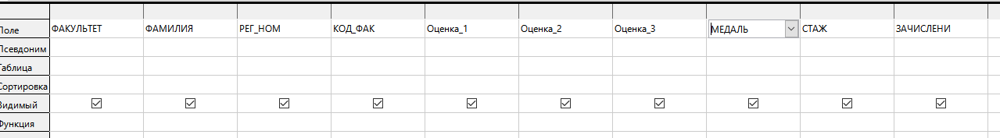 Поле ФАКУЛЬТЕТ ФАМИЛИЯ РЕГ_НОМ КОД_ФАК Оценка_1 Оценка_2 Оценка_3 МЕДАЛЬ СТАЖ ЗАЧИСЛЕНИ
Псевдоним
Таблица
Сортировка
Видимый
Функция